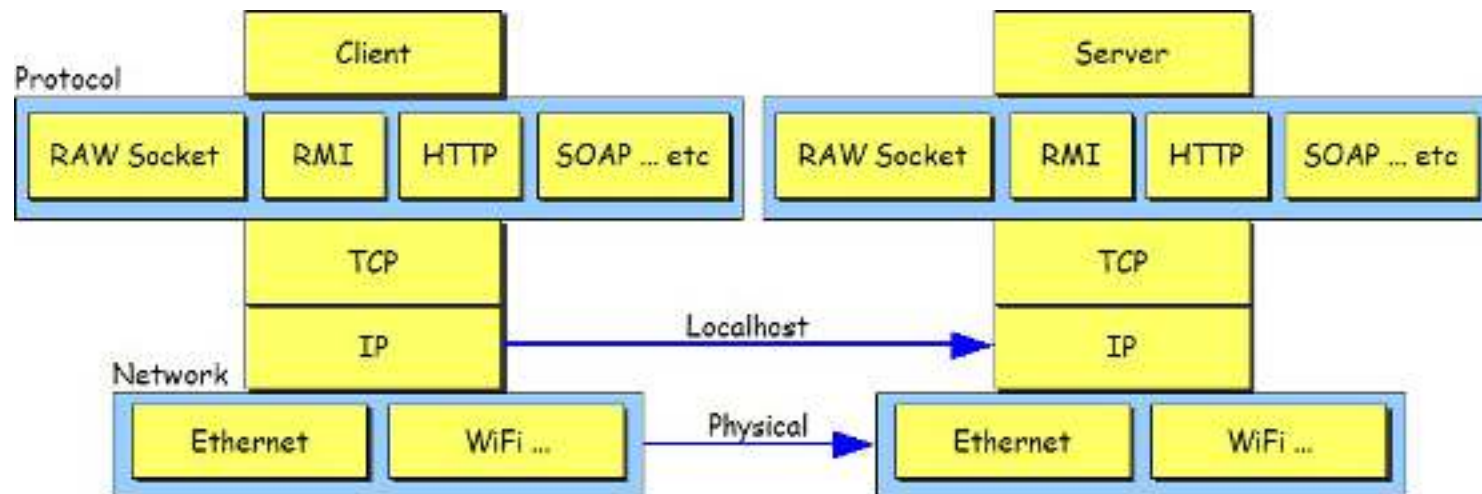 Client
Server
Protocol
RAW Socket RMI HTTP SOAP ... etc
RAW Socket RMI HTTP SOAP ... etc
TCP
TCP
Localhost
IP
IP
Network
Physical
Ethernet WiFi ...
Ethernet WiFi ...